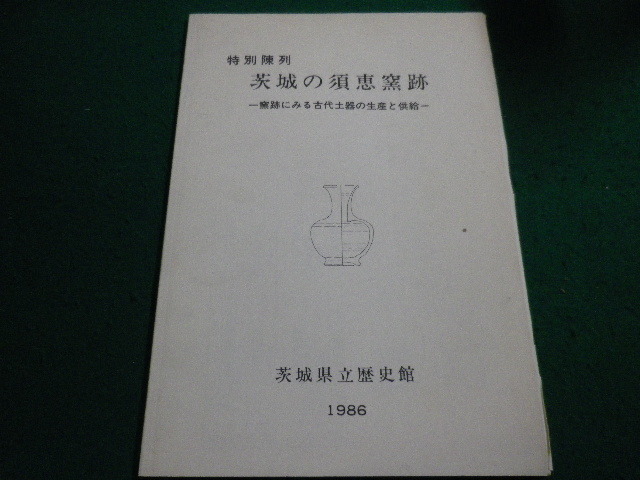 特別陳列
茨城の須恵窯跡
―窯跡にみる古代土器の生産と供給―
茨城県立歴史館
1986